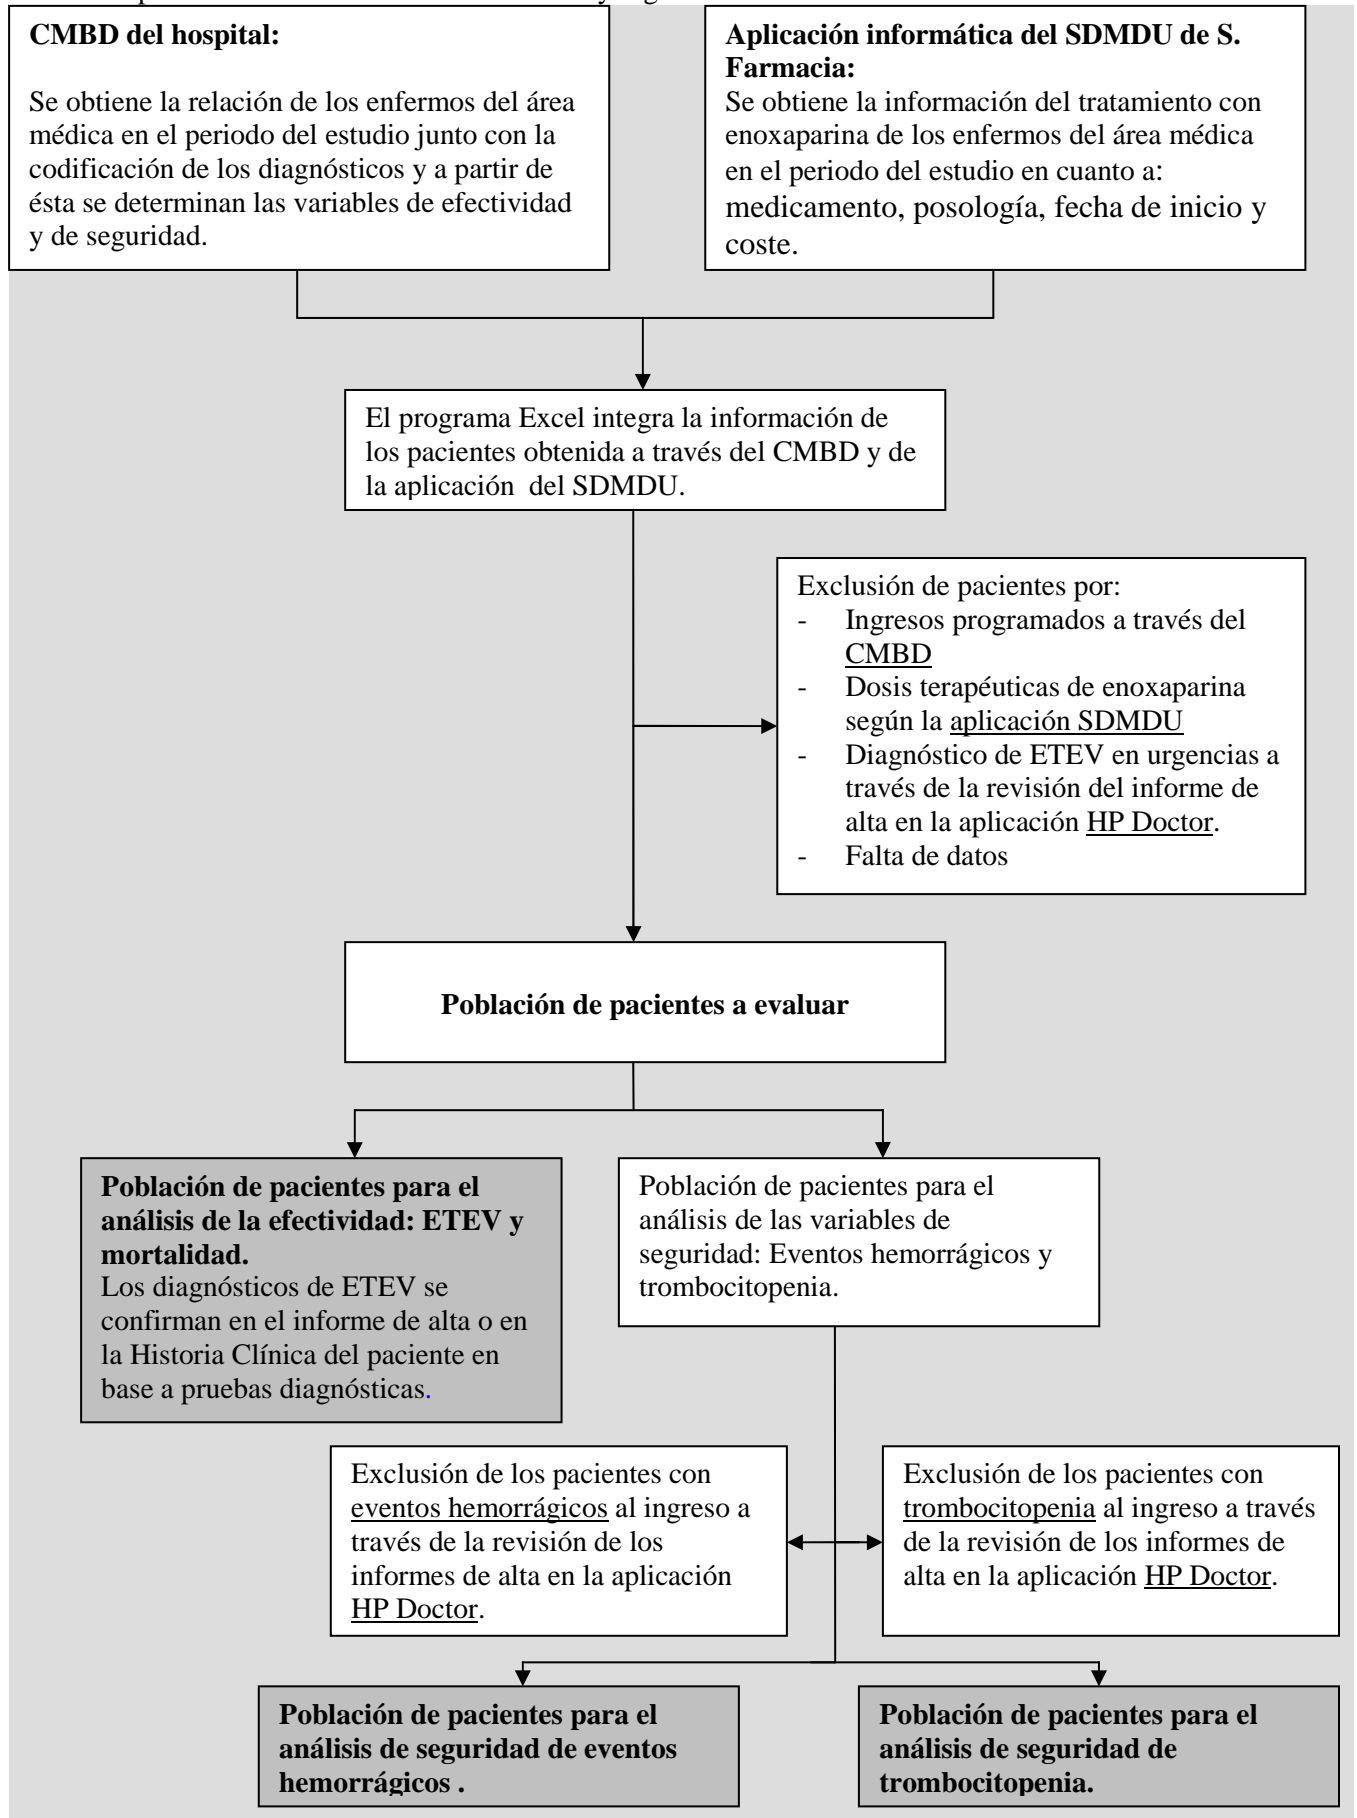 CMBD del hospital:
Se obtiene la relación de los enfermos del área
médica en el periodo del estudio junto con la
codificación de los diagnósticos y a partir de
ésta se determinan las variables de efectividad
y de seguridad.
Aplicación informática del SDMDU de S.
Farmacia:
Se obtiene la información del tratamiento con
enoxaparina de los enfermos del área médica
en el periodo del estudio en cuanto a:
medicamento, posología, fecha de inicio y
coste.
El programa Excel integra la información de
los pacientes obtenida a través del CMBD y de
la aplicación del SDMDU.
Exclusión de pacientes por:
- Ingresos programados a través del
CMBD
- Dosis terapéuticas de enoxaparina
según la aplicación SDMDU
- Diagnóstico de ETEV en urgencias a
través de la revisión del informe de
alta en la aplicación HP Doctor.
- Falta de datos
Población de pacientes a evaluar
Población de pacientes para el
análisis de la efectividad: ETEV y
mortalidad.
Los diagnósticos de ETEV se
confirman en el informe de alta o en
la Historia Clínica del paciente en
base a pruebas diagnósticas.
Población de pacientes para el
análisis de las variables de
seguridad: Eventos hemorrágicos y
trombocitopenia.
Exclusión de los pacientes con
eventos hemorrágicos al ingreso a
través de la revisión de los
informes de alta en la aplicación
HP Doctor.
Exclusión de los pacientes con
trombocitopenia al ingreso a través
de la revisión de los informes de
alta en la aplicación HP Doctor.
Población de pacientes para el
análisis de seguridad de eventos
hemorrágicos .
Población de pacientes para el
análisis de seguridad de
trombocitopenia.